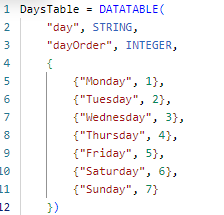 1 DaysTable = DATATABLE(
2 "day", STRING,
3 "dayOrder", INTEGER,
4 {
5 {"Monday", 1},
6 {"Tuesday", 2},
7 {"Wednesday", 3},
8 {"Thursday", 4},
9 {"Friday", 5},
10 {"Saturday", 6},
11 {"Sunday", 7}
12 })